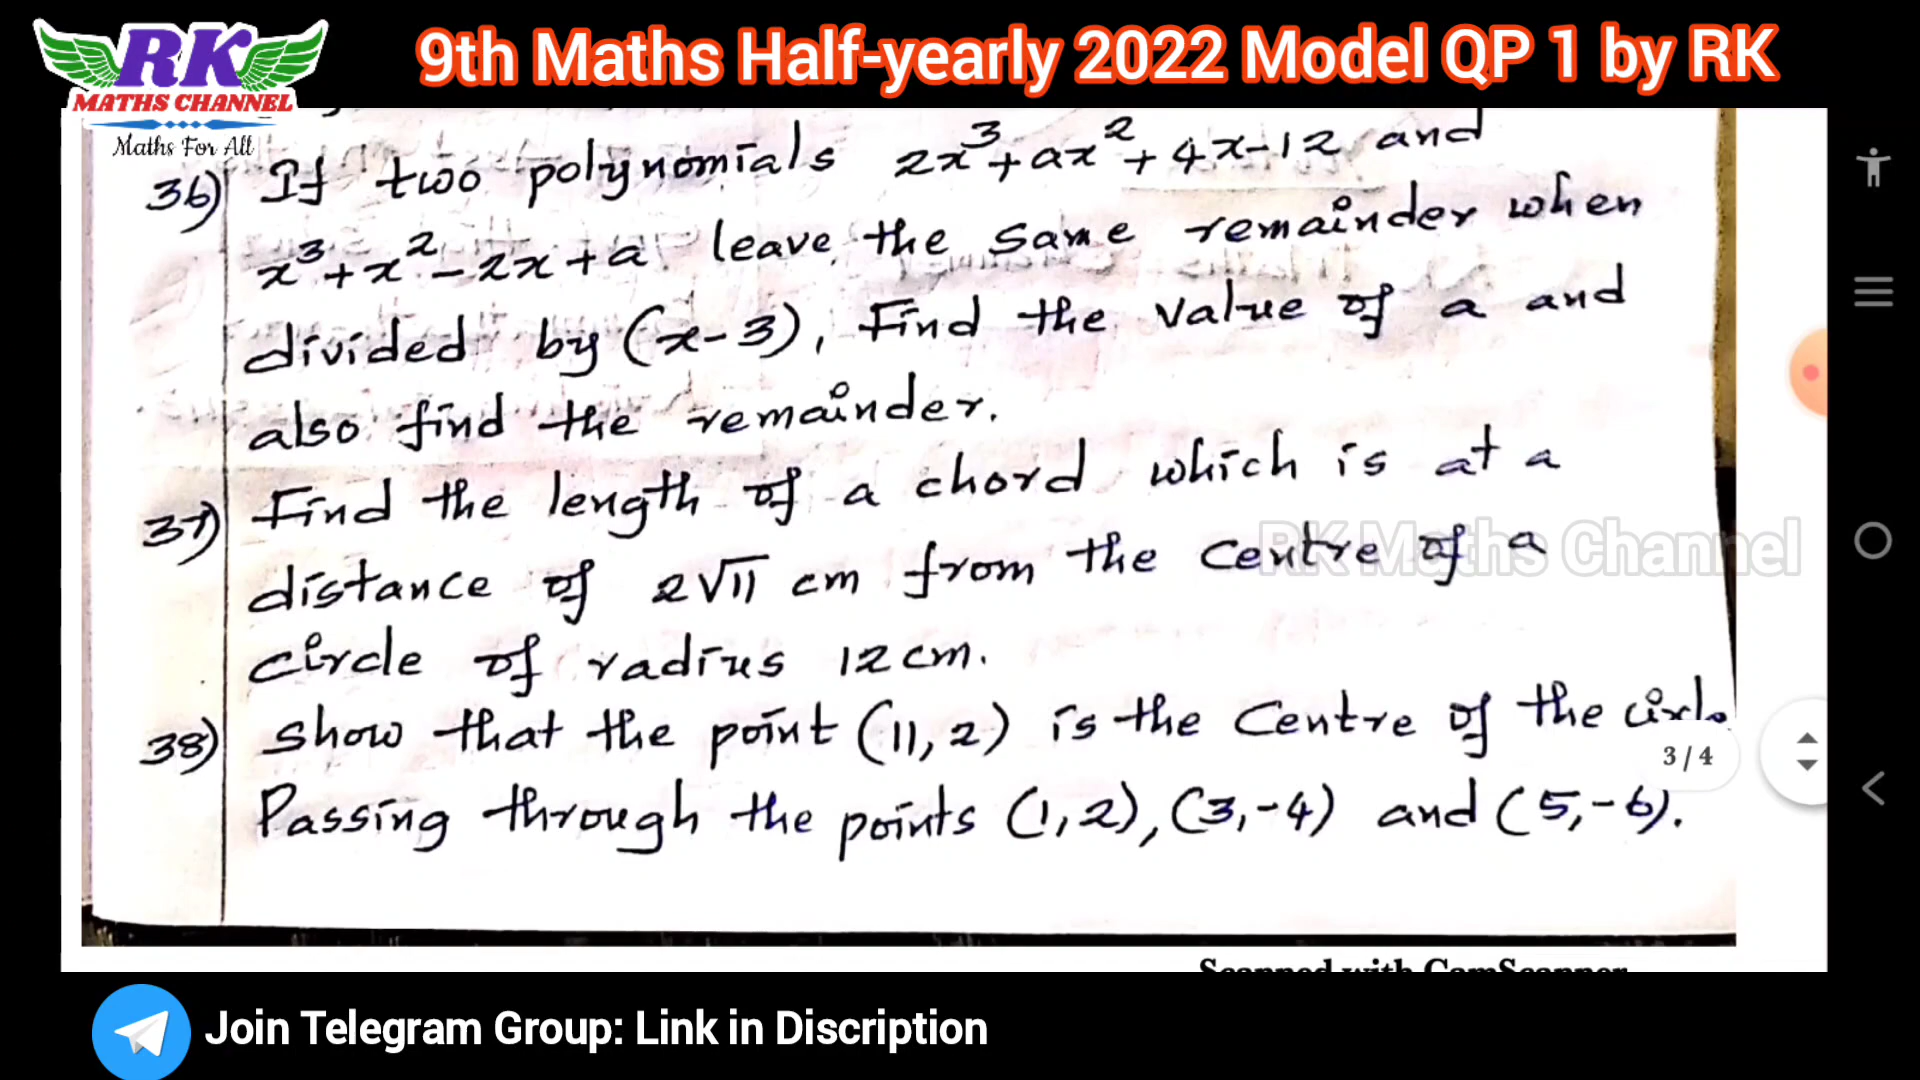 RK
MATHS CHANNEL
Maths For All
9th Maths Half-yearly 2022 Model QP 1 by RK
36) If two polynomials 2x³+ax²+4x-12 and
x³+x²-2x+a leave the same remainder when
divided by (x-3), Find the value of a and
also find the remainder.
37) Find the length of a chord which is at a
RK Maths Channel
distance of 2√11 cm from the centre of a
circle of radius 12cm.
38) Show that the point (11,2) is the Centre of the circle
3/4
Passing through the points (1,2), (3,-4) and (5,-6).
Scanned with CamScanner
Join Telegram Group: Link in Discription